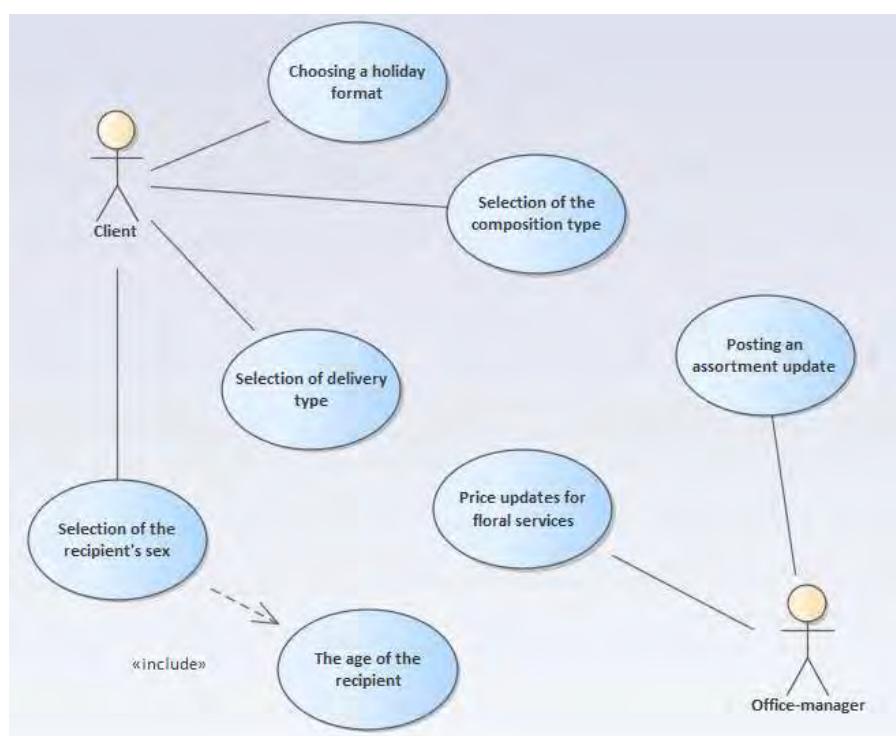 Choosing a holiday
format
Client
Selection of the
composition type
Selection of delivery
type
Posting an
assortment update
Price updates for
floral services
Selection of the
recipient's sex
«include»
The age of the
recipient
Office-manager